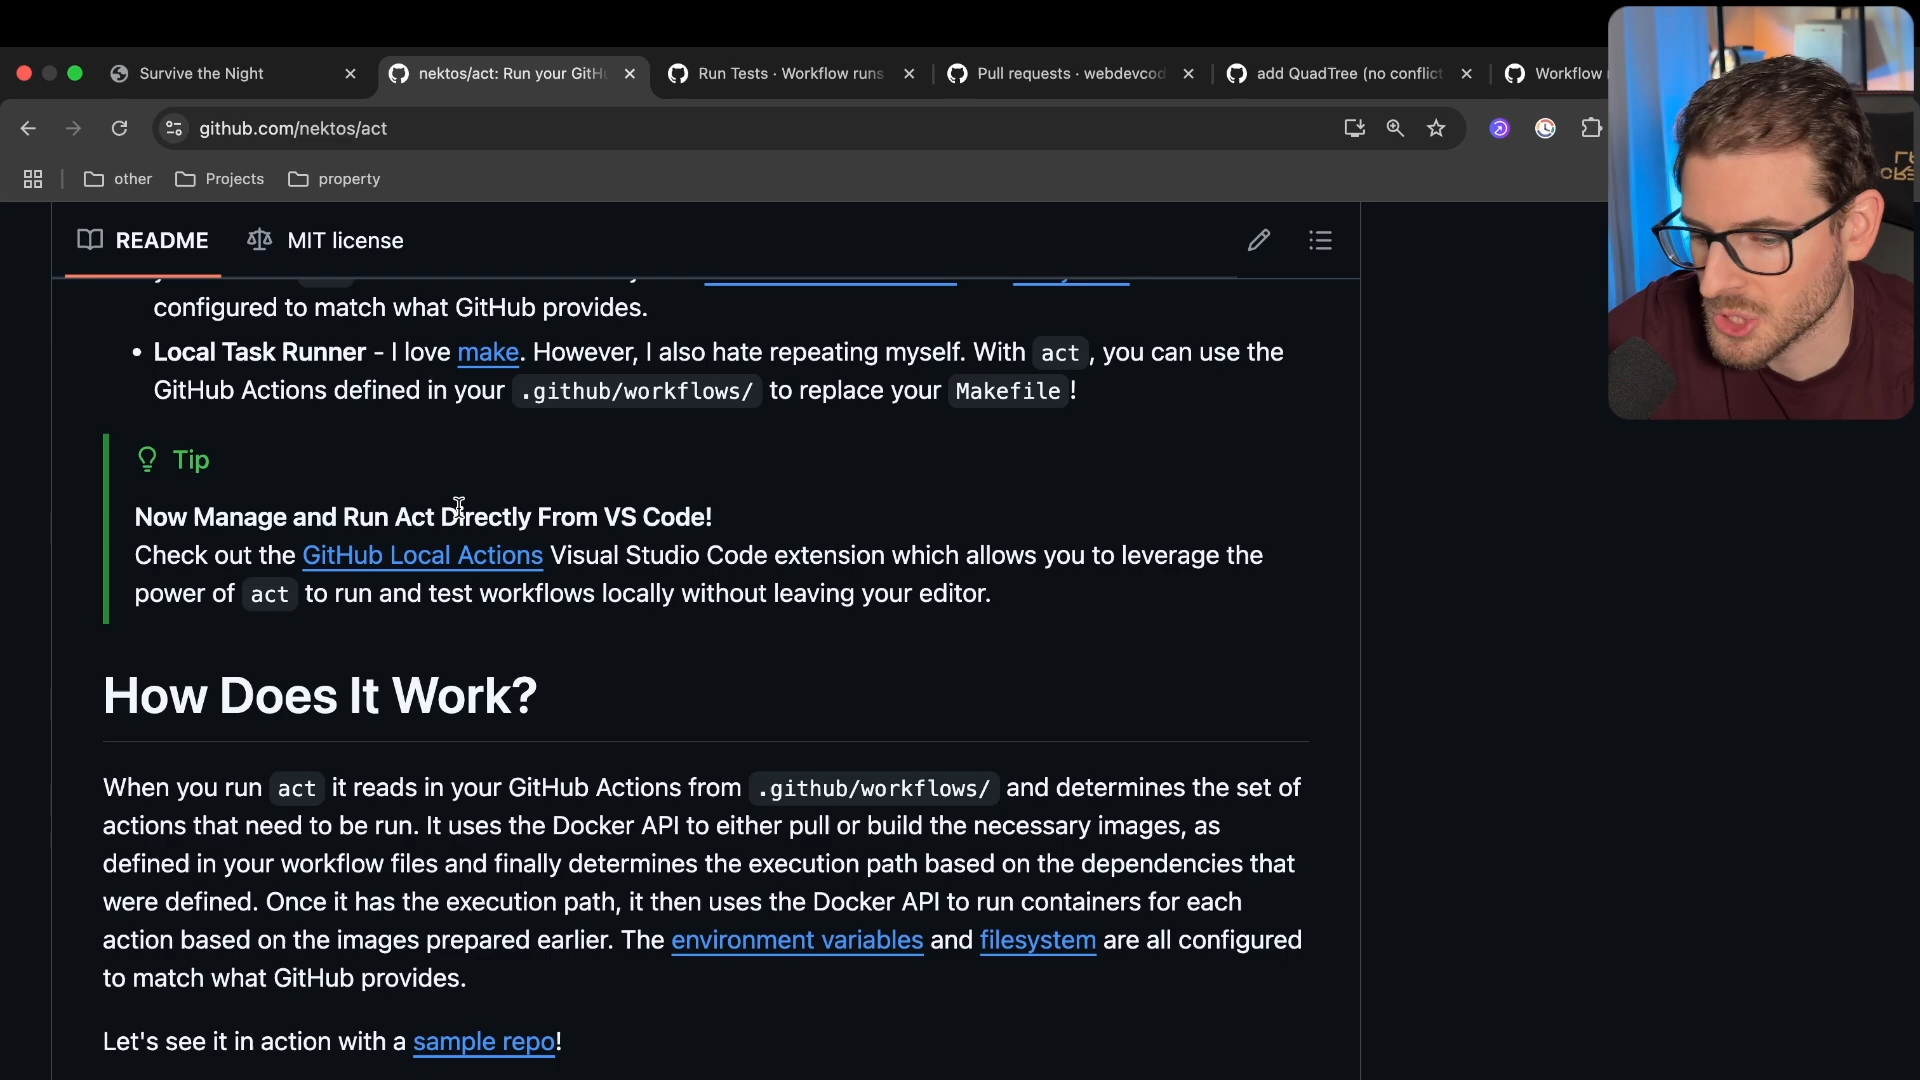 Survive the Night
nektos/act: Run your GitH
Run Tests · Workflow runs
Pull requests · webdevcod
add QuadTree (no conflict
Workflow
github.com/nektos/act
other
Projects
property
README
MIT license
configured to match what GitHub provides.
• Local Task Runner - I love make. However, I also hate repeating myself. With act, you can use the
GitHub Actions defined in your .github/workflows/ to replace your Makefile!
Tip
Now Manage and Run Act Directly From VS Code!
Check out the GitHub Local Actions Visual Studio Code extension which allows you to leverage the
power of act to run and test workflows locally without leaving your editor.
How Does It Work?
When you run act it reads in your GitHub Actions from .github/workflows/ and determines the set of
actions that need to be run. It uses the Docker API to either pull or build the necessary images, as
defined in your workflow files and finally determines the execution path based on the dependencies that
were defined. Once it has the execution path, it then uses the Docker API to run containers for each
action based on the images prepared earlier. The environment variables and filesystem are all configured
to match what GitHub provides.
Let's see it in action with a sample repo!